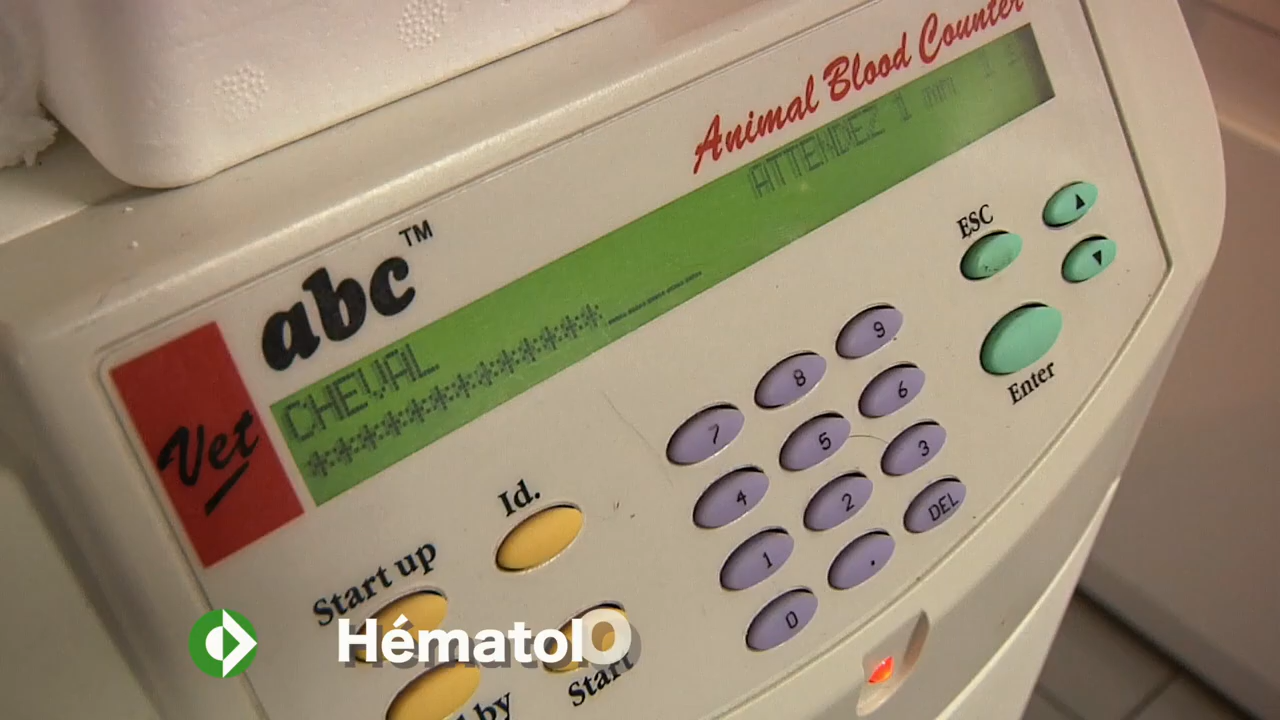 Animal Blood Counter
ATTENDEZ 1 mn
abc™
CHEVAL
************
Vet
ESC
Enter
7 8 9
4 5 6
1 2 3
0 . DEL
Id.
Start up
Start
by
Hématolo